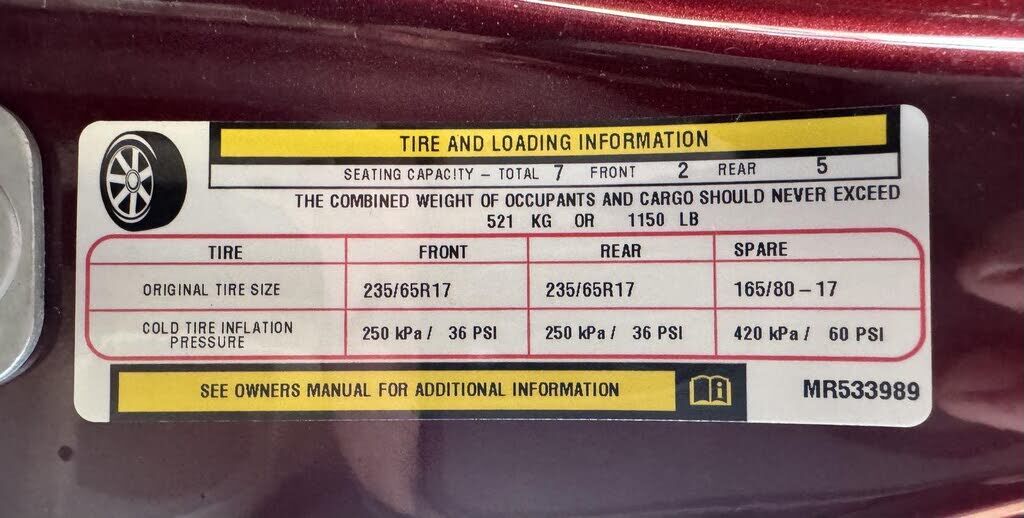 TIRE AND LOADING INFORMATION
SEATING CAPACITY – TOTAL 7 FRONT 2 REAR 5
THE COMBINED WEIGHT OF OCCUPANTS AND CARGO SHOULD NEVER EXCEED
521 KG OR 1150 LB
TIRE FRONT REAR SPARE
ORIGINAL TIRE SIZE 235/65R17 235/65R17 165/80 – 17
COLD TIRE INFLATION PRESSURE 250 kPa / 36 PSI 250 kPa / 36 PSI 420 kPa / 60 PSI
SEE OWNERS MANUAL FOR ADDITIONAL INFORMATION
MR533989